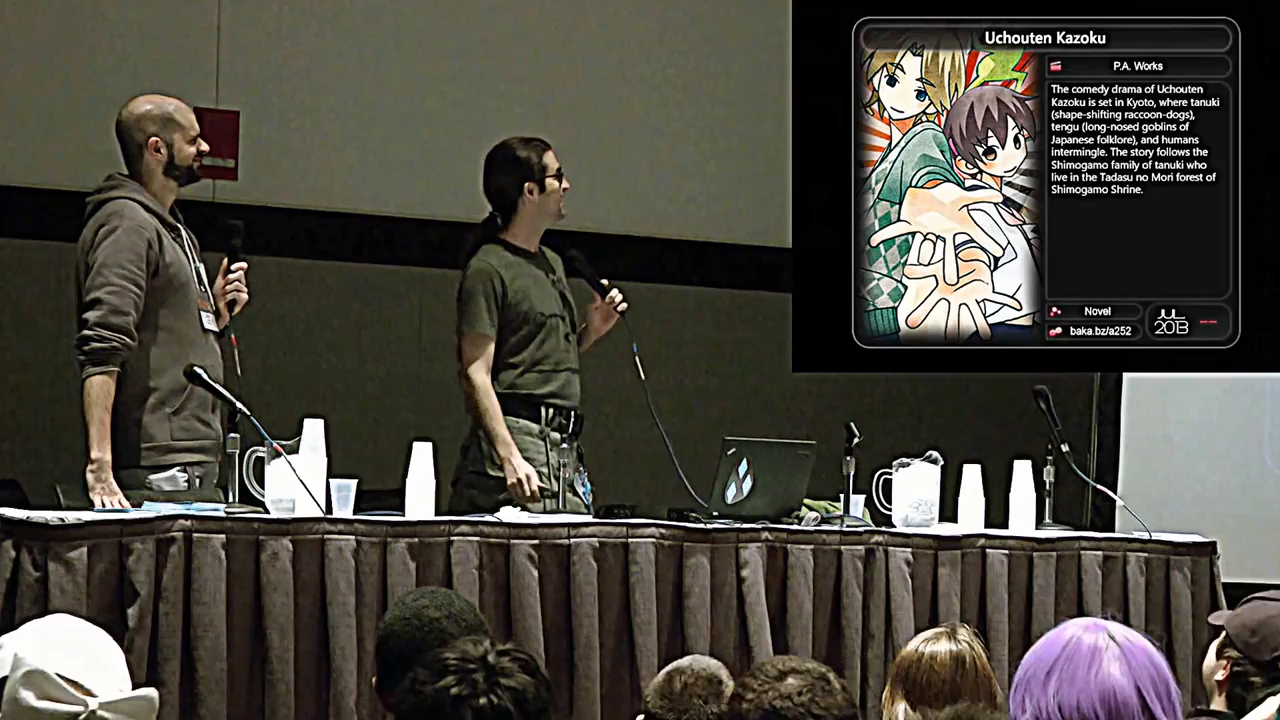 Uchouten Kazoku
P.A. Works
The comedy drama of Uchouten
Kazoku is set in Kyoto, where tanuki
(shape-shifting raccoon-dogs),
tengu (long-nosed goblins of
Japanese folklore), and humans
intermingle. The story follows the
Shimogamo family of tanuki who
live in the Tadasu no Mori forest of
Shimogamo Shrine.
Novel
baka.bz/a252
JUL
2013